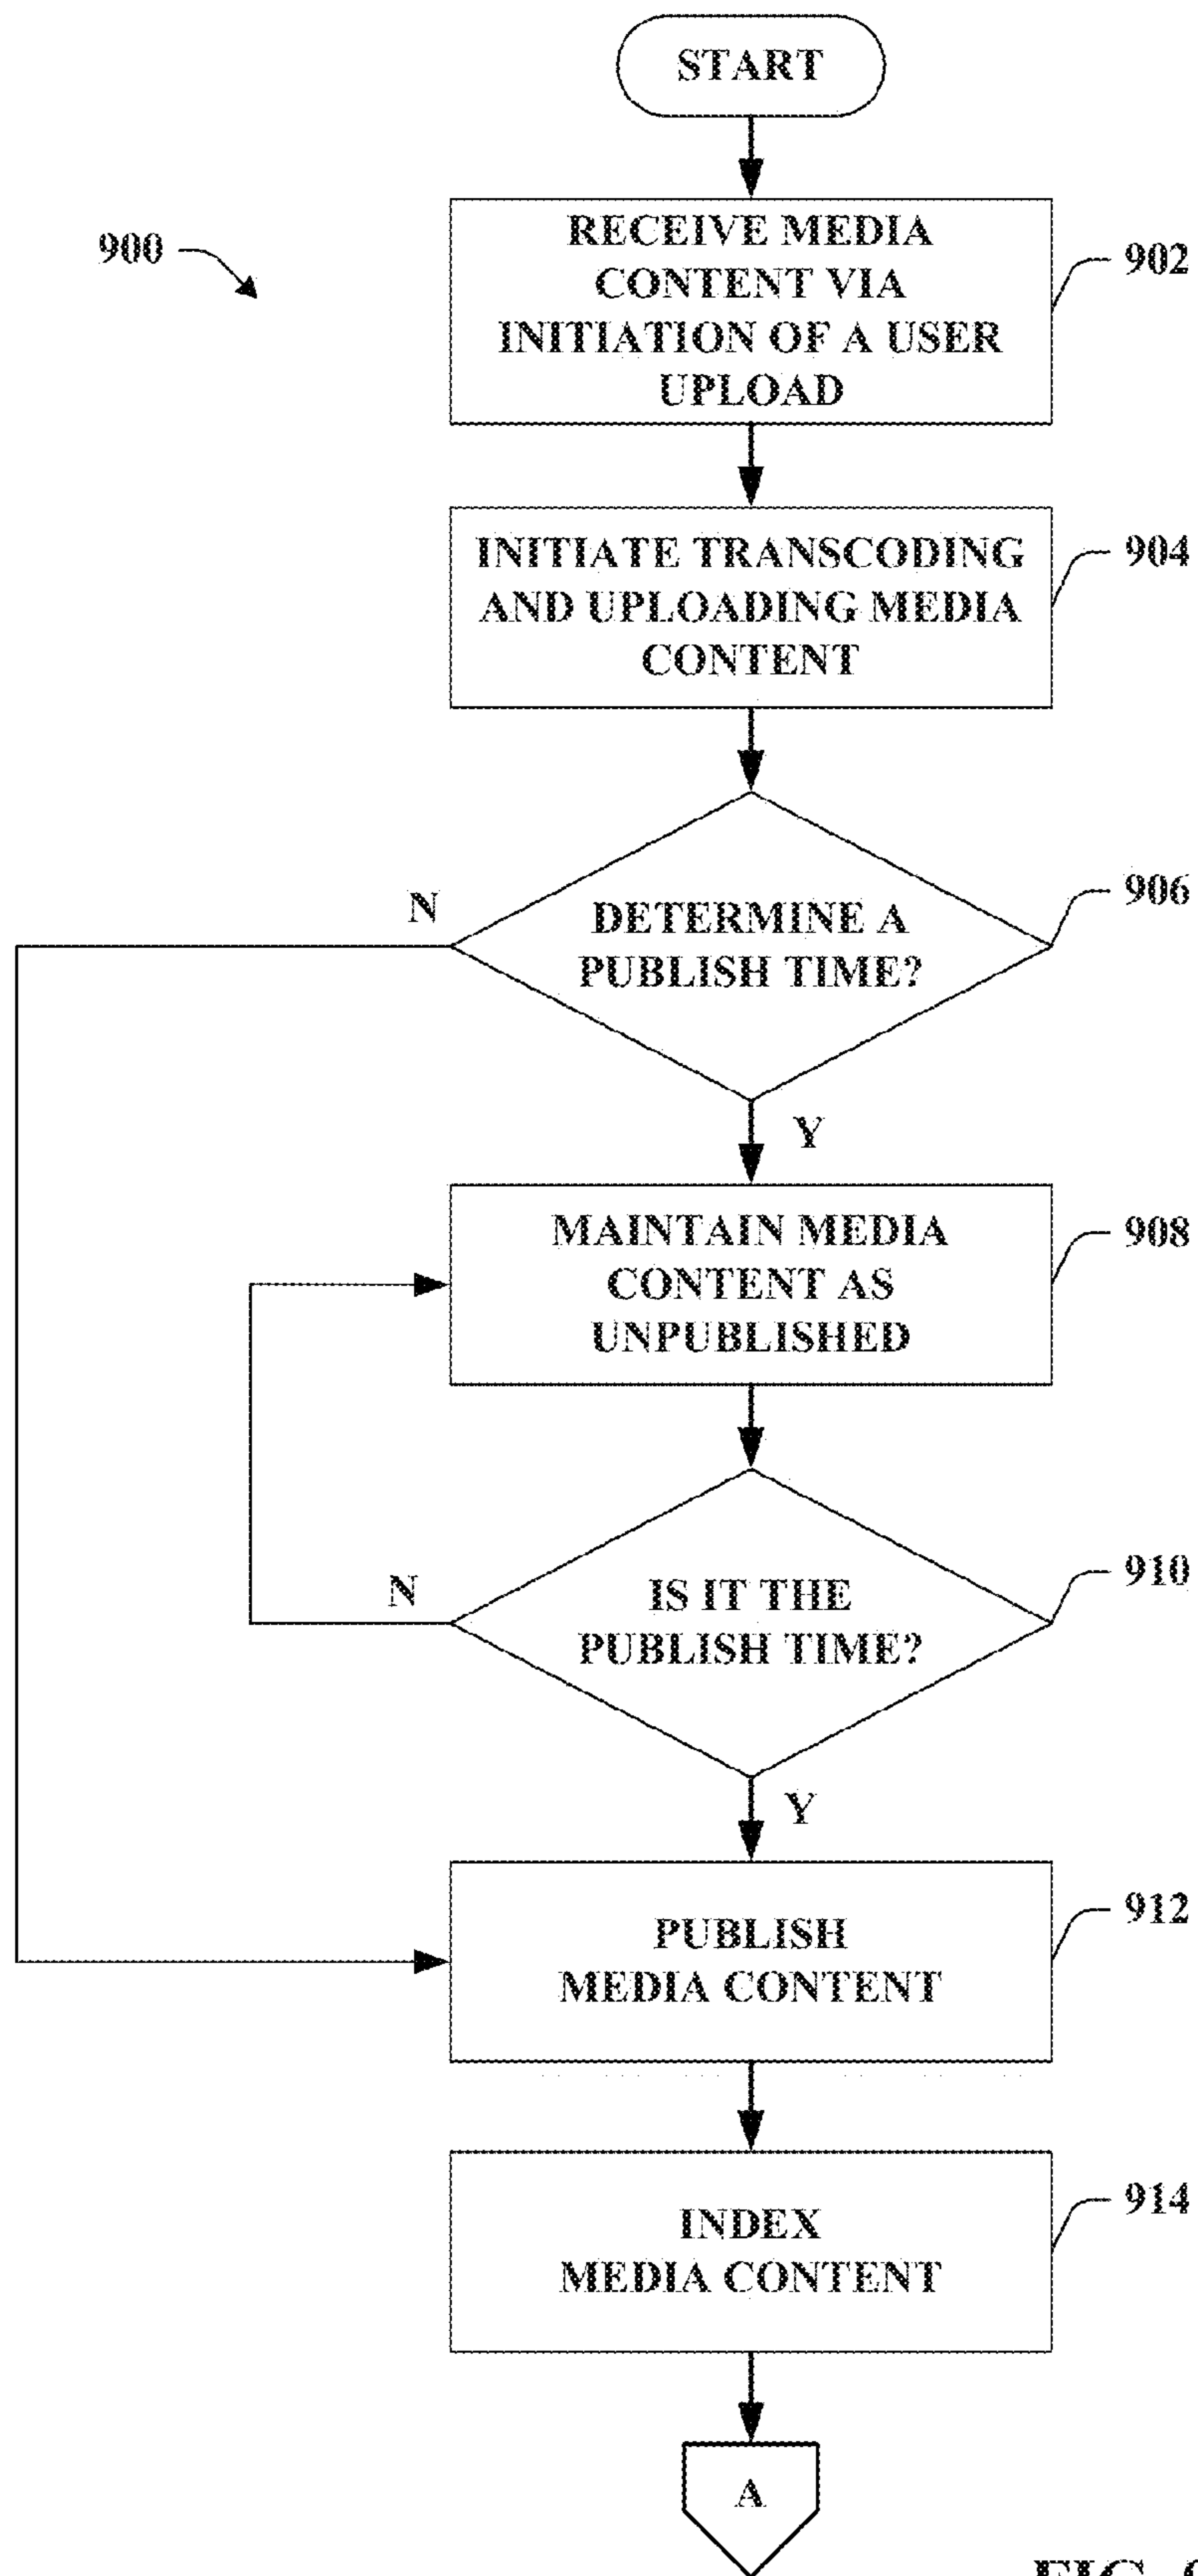 START
900
RECEIVE MEDIA
CONTENT VIA
INITIATION OF A USER
UPLOAD
902
INITIATE TRANSCODING
AND UPLOADING MEDIA
CONTENT
904
N
DETERMINE A
PUBLISH TIME?
906
Y
MAINTAIN MEDIA
CONTENT AS
UNPUBLISHED
908
N
IS IT THE
PUBLISH TIME?
910
Y
PUBLISH
MEDIA CONTENT
912
INDEX
MEDIA CONTENT
914
A
FIG.